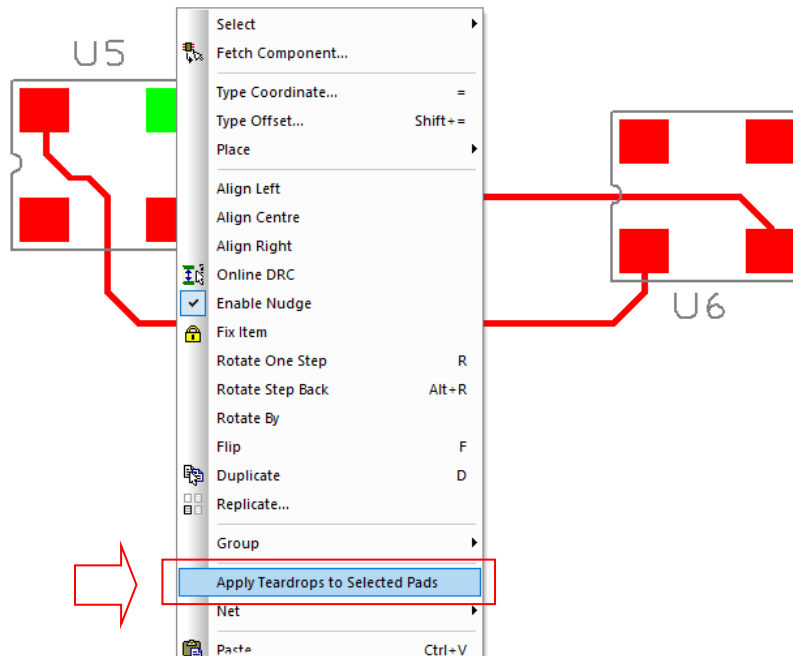 U5
Select
Fetch Component...
Type Coordinate... =
Type Offset... Shift+=
Place
Align Left
Align Centre
Align Right
Online DRC
Enable Nudge
Fix Item
Rotate One Step R
Rotate Step Back Alt+R
Rotate By
Flip F
Duplicate D
Replicate...
Group
Apply Teardrops to Selected Pads
Net
Paste Ctrl+V
U6